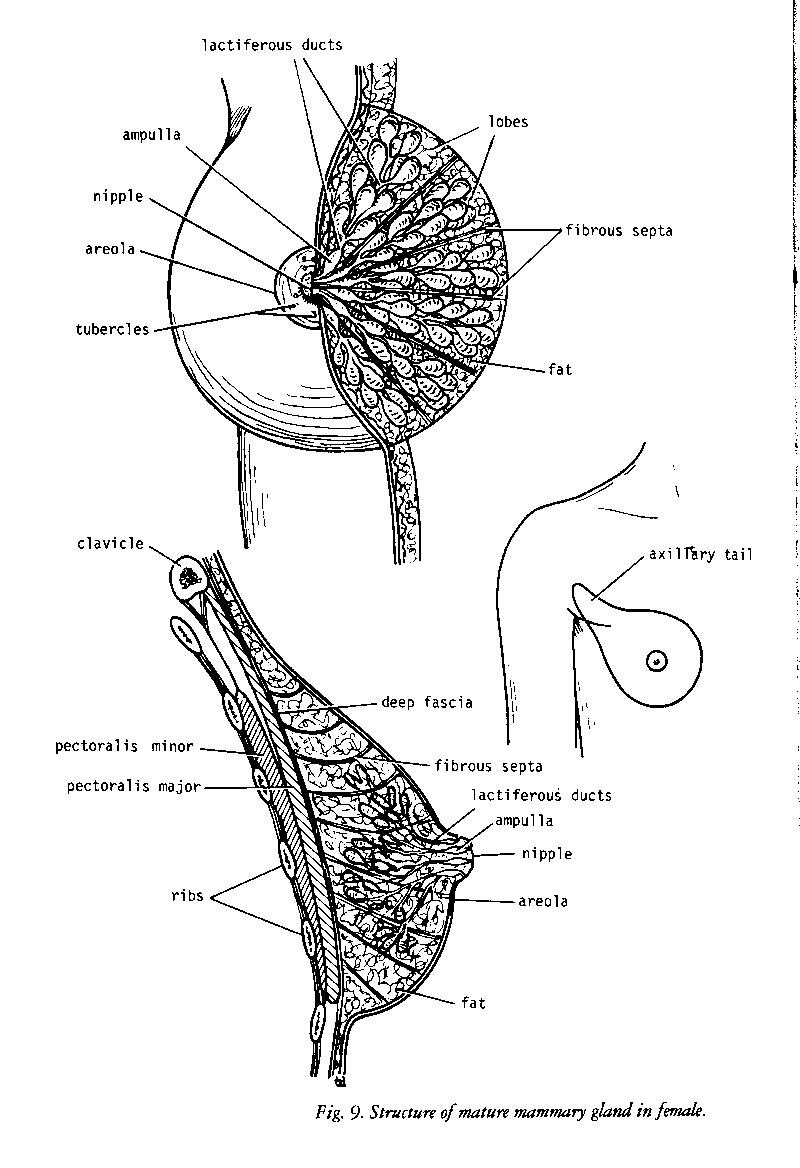 lactiferous ducts
ampulla
lobes
nipple
fibrous septa
areola
tubercles
fat
clavicle
axillary tail
deep fascia
pectoralis minor
fibrous septa
pectoralis major
lactiferous ducts
ampulla
nipple
ribs
areola
fat
Fig. 9. Structure of mature mammary gland in female.